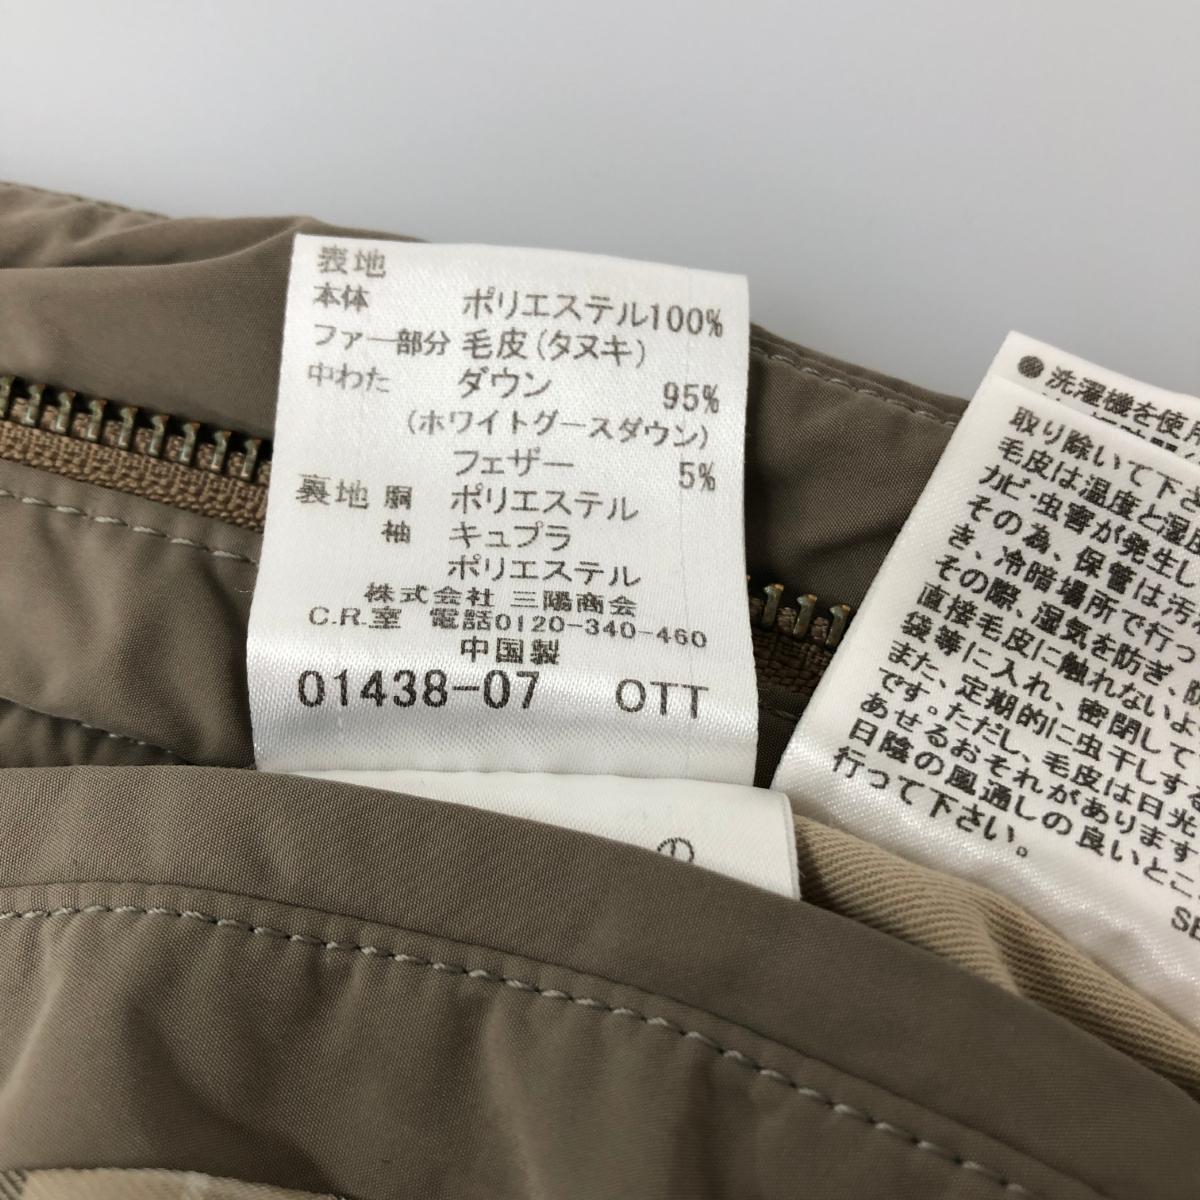 表地
本体 ポリエステル100%
ファー部分 毛皮(タヌキ)
中わた ダウン 95%
(ホワイトグースダウン)
フェザー 5%
裏地 胴 ポリエステル
袖 キュプラ
ポリエステル
株式会社 三陽商会
C.R.室 電話0120-340-460
中国製
01438-07 OTT
の
●洗濯機を使用
取り除いて下さ
毛皮は温度と湿度
カビ・虫害が発生し
その為、保管は汚
き、冷暗場所で行っ
その際、湿気を防ぎ、
直接毛皮に触れないよ
袋等に入れ、密閉して
また、定期的に虫干しする
です。ただし、毛皮は日光
あせるおそれがあります
日陰の風通しの良いところ
行って下さい。
SE